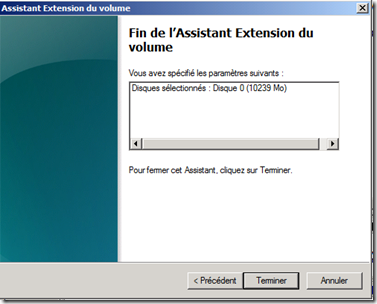 Assistant Extension du volume
Fin de l'Assistant Extension du
volume
Vous avez spécifié les paramètres suivants :
Disques sélectionnés : Disque 0 (10239 Mo)
Pour fermer cet Assistant, cliquez sur Terminer.
< Précédent
Terminer
Annuler